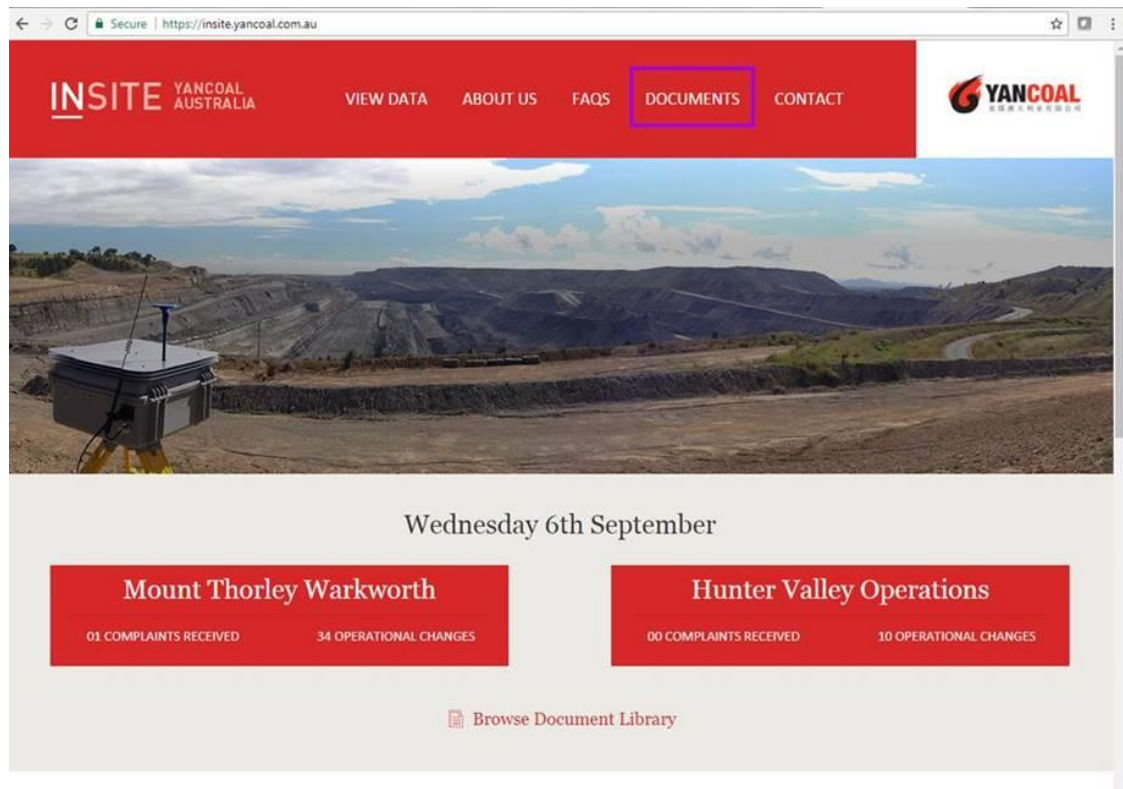 Secure | https://insite.yancoal.com.au
INSITE YANCOAL AUSTRALIA
VIEW DATA ABOUT US FAQS DOCUMENTS CONTACT
YANCOAL
Wednesday 6th September
Mount Thorley Warkworth
01 COMPLAINTS RECEIVED 34 OPERATIONAL CHANGES
Hunter Valley Operations
00 COMPLAINTS RECEIVED 10 OPERATIONAL CHANGES
Browse Document Library